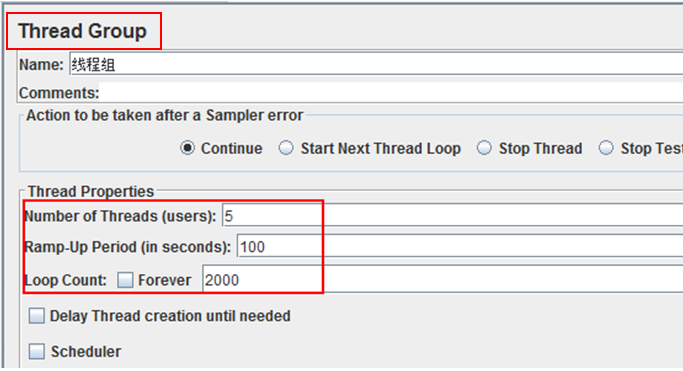 Thread Group
Name: 线程组
Comments:
Action to be taken after a Sampler error
Continue Start Next Thread Loop Stop Thread Stop Test
Thread Properties
Number of Threads (users): 5
Ramp-Up Period (in seconds): 100
Loop Count: Forever 2000
Delay Thread creation until needed
Scheduler